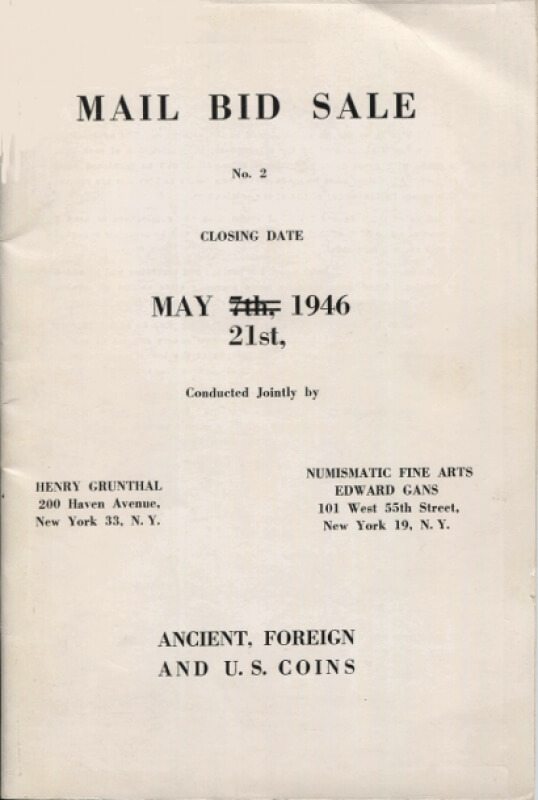 MAIL BID SALE
No. 2
CLOSING DATE
MAY 7th, 1946
21st,
Conducted Jointly by
HENRY GRUNTHAL
200 Haven Avenue,
New York 33, N. Y.
NUMISMATIC FINE ARTS
EDWARD GANS
101 West 55th Street,
New York 19, N. Y.
ANCIENT, FOREIGN
AND U. S. COINS